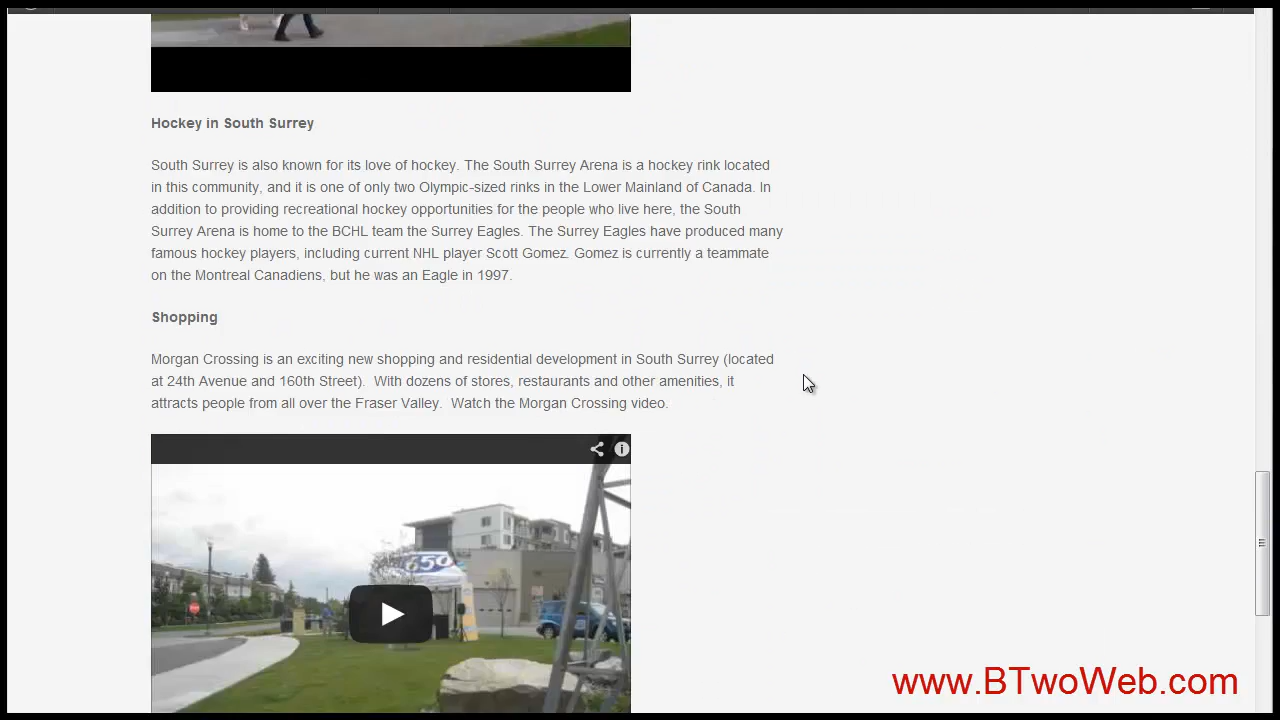 Hockey in South Surrey
South Surrey is also known for its love of hockey. The South Surrey Arena is a hockey rink located
in this community, and it is one of only two Olympic-sized rinks in the Lower Mainland of Canada. In
addition to providing recreational hockey opportunities for the people who live here, the South
Surrey Arena is home to the BCHL team the Surrey Eagles. The Surrey Eagles have produced many
famous hockey players, including current NHL player Scott Gomez. Gomez is currently a teammate
on the Montreal Canadiens, but he was an Eagle in 1997.
Shopping
Morgan Crossing is an exciting new shopping and residential development in South Surrey (located
at 24th Avenue and 160th Street).  With dozens of stores, restaurants and other amenities, it
attracts people from all over the Fraser Valley.  Watch the Morgan Crossing video.
650
www.BTwoWeb.com